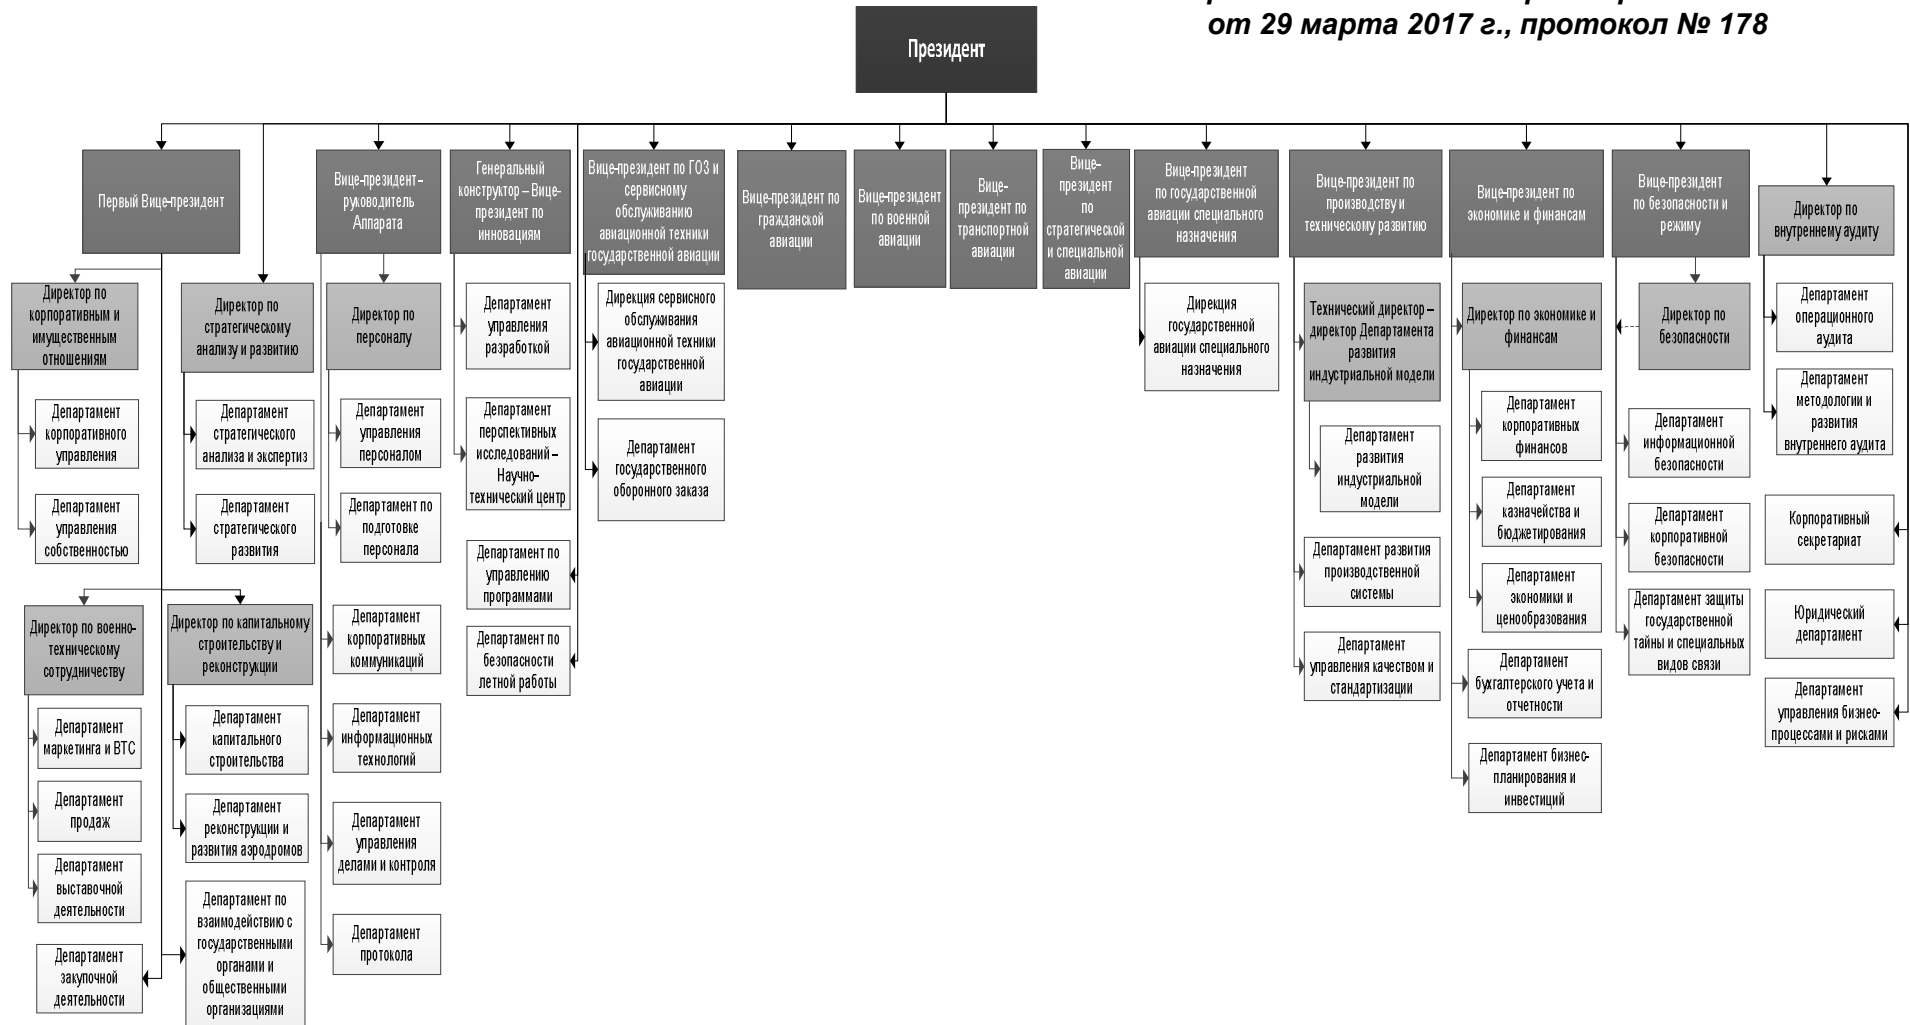 от 29 марта 2017 г., протокол № 178
Президент
Первый Вице-президент
Вице-президент–
руководитель
Аппарата
Генеральный
конструктор – Вице-
президент по
инновациям
Вице-президент по ГОЗ и
сервисному
обслуживанию
авиационной техники
государственной авиации
Вице-президент по
гражданской
авиации
Вице-президент
по военной
авиации
Вице-
президент по
транспортной
авиации
Вице–
президент
по
стратегической
и специальной
авиации
Вице-президент
по государственной
авиации специального
назначения
Вице-президент по
производству и
техническому развитию
Вице-президент по
экономике и финансам
Вице-президент
по безопасности и
режиму
Директор по
внутреннему аудиту
Директор по
корпоративным и
имущественным
отношениям
Директор по
стратегическому
анализу и развитию
Директор по
персоналу
Департамент
управления
разработкой
Дирекция сервисного
обслуживания
авиационной техники
государственной
авиации
Дирекция
государственной
авиации специального
назначения
Технический директор –
директор Департамента
развития
индустриальной модели
Директор по экономике и
финансам
Директор по
безопасности
Департамент
операционного
аудита
Департамент
корпоративного
управления
Департамент
стратегического
анализа и экспертиз
Департамент
управления
персоналом
Департамент
перспективных
исследований –
Научно-
технический центр
Департамент
государственного
оборонного заказа
Департамент
развития
индустриальной
модели
Департамент
корпоративных
финансов
Департамент
информационной
безопасности
Департамент
методологии и
развития
внутреннего аудита
Департамент
управления
собственностью
Департамент
стратегического
развития
Департамент по
подготовке
персонала
Департамент по
управлению
программами
Департамент развития
производственной
системы
Департамент
казначейства и
бюджетирования
Департамент
корпоративной
безопасности
Корпоративный
секретариат
Директор по военно-
техническому
сотрудничеству
Директор по капитальному
строительству и
реконструкции
Департамент
корпоративных
коммуникаций
Департамент по
безопасности
летной работы
Департамент
управления качеством и
стандартизации
Департамент
экономики и
ценообразования
Департамент защиты
государственной
тайны и специальных
видов связи
Юридический
департамент
Департамент
маркетинга и ВТС
Департамент
капитального
строительства
Департамент
информационных
технологий
Департамент
бухгалтерского учета и
отчетности
Департамент
управления бизнес-
процессами и рисками
Департамент
продаж
Департамент
реконструкции и
развития аэродромов
Департамент
управления
делами и контроля
Департамент бизнес-
планирования и
инвестиций
Департамент
выставочной
деятельности
Департамент по
взаимодействию с
государственными
органами и
общественными
организациями
Департамент
протокола
Департамент
закупочной
деятельности